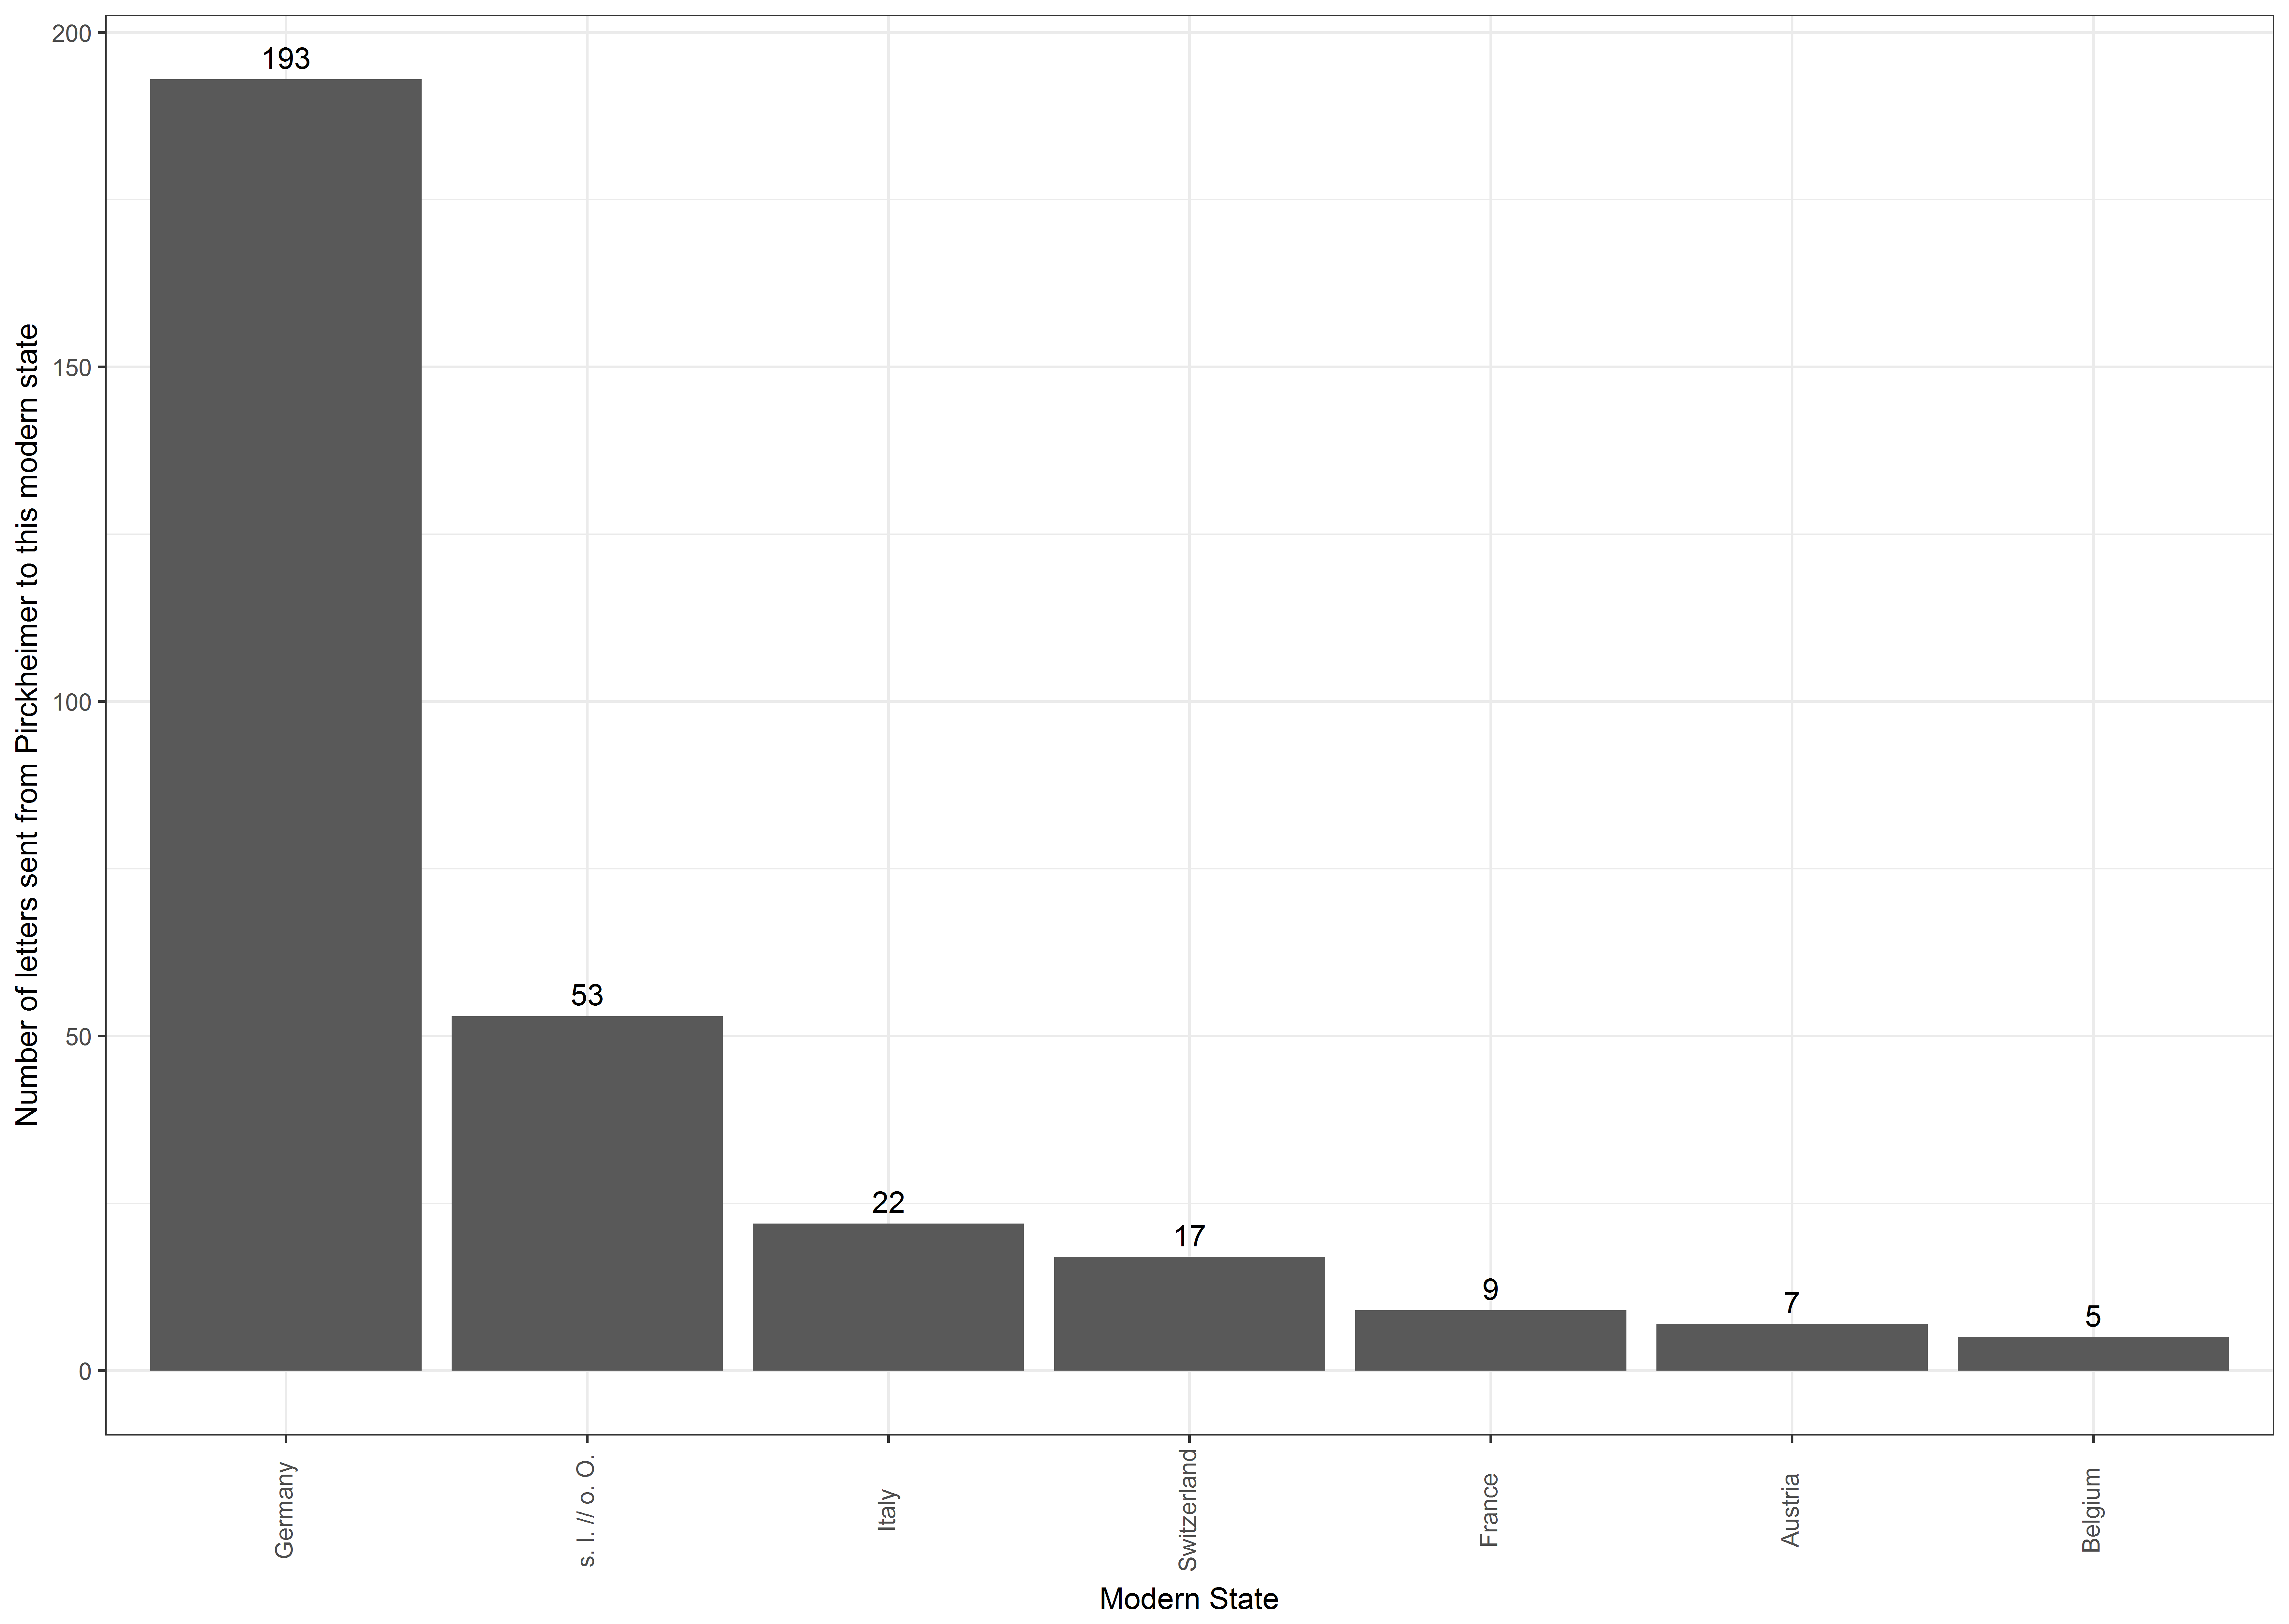 Number of letters sent from Pirckheimer to this modern state
200
150
100
50
0
193
53
22
17
9
7
5
Germany
s. l. // o. O.
Italy
Switzerland
France
Austria
Belgium
Modern State